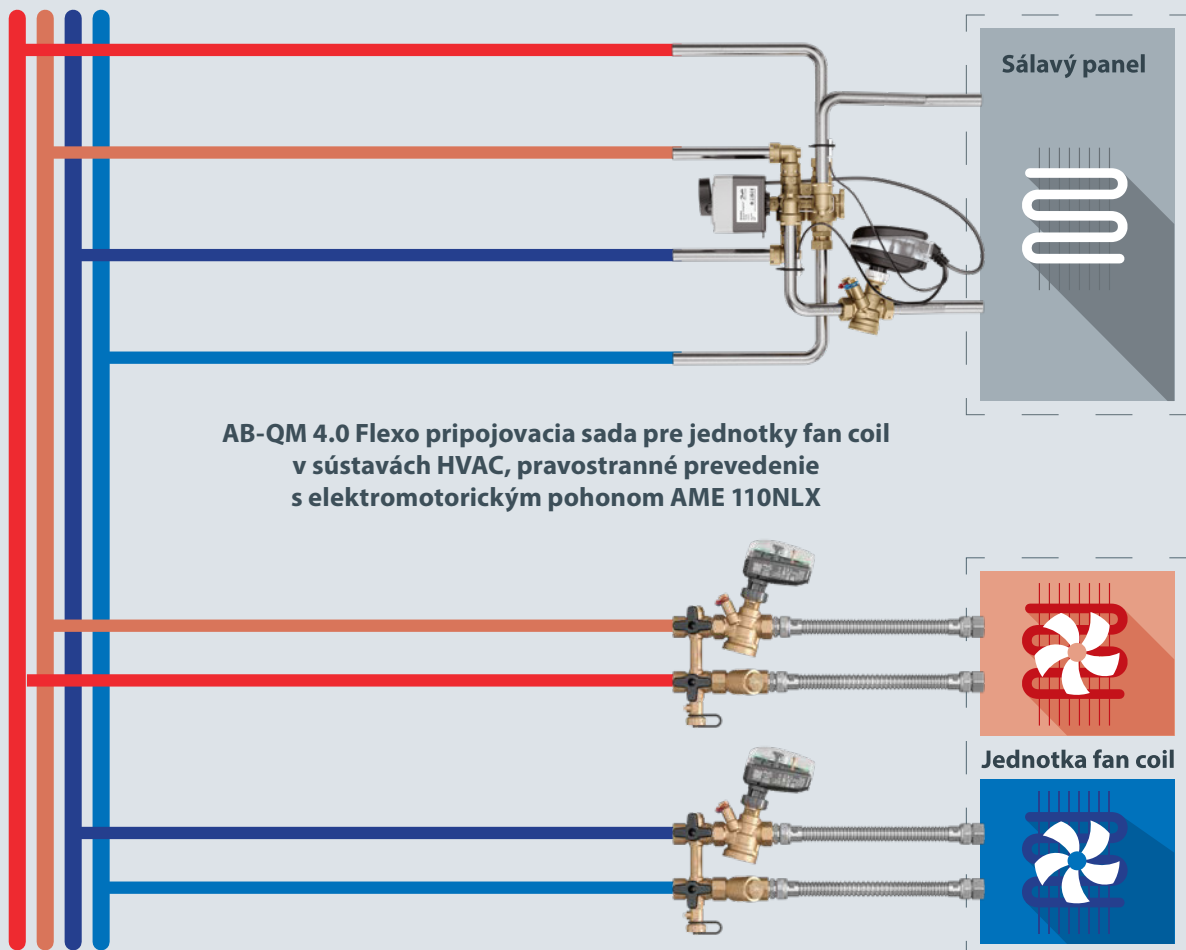 Sálavý panel
AB-QM 4.0 Flexo pripojovacia sada pre jednotky fan coil
v sústavách HVAC, pravostranné prevedenie
s elektromotorickým pohonom AME 110NLX
Jednotka fan coil